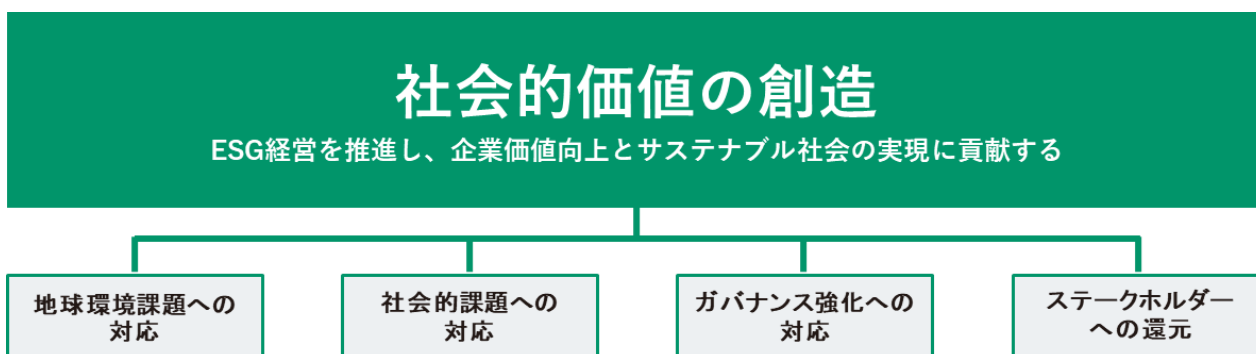 社会的価値の創造
ESG経営を推進し、企業価値向上とサステナブル社会の実現に貢献する
地球環境課題への
対応
社会的課題への
対応
ガバナンス強化への
対応
ステークホルダー
への還元